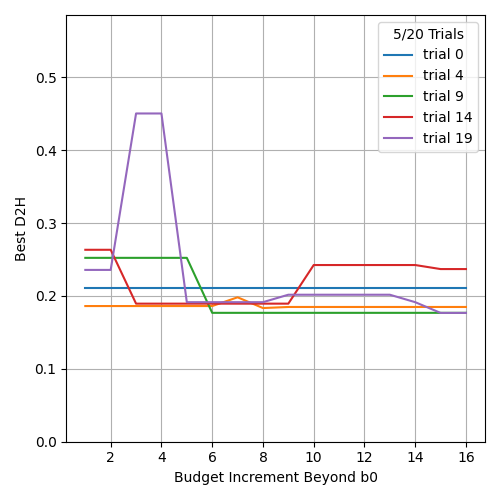 5/20 Trials
trial 0
trial 4
trial 9
trial 14
trial 19
Best D2H
0.5
0.4
0.3
0.2
0.1
0.0
2 4 6 8 10 12 14 16
Budget Increment Beyond b0